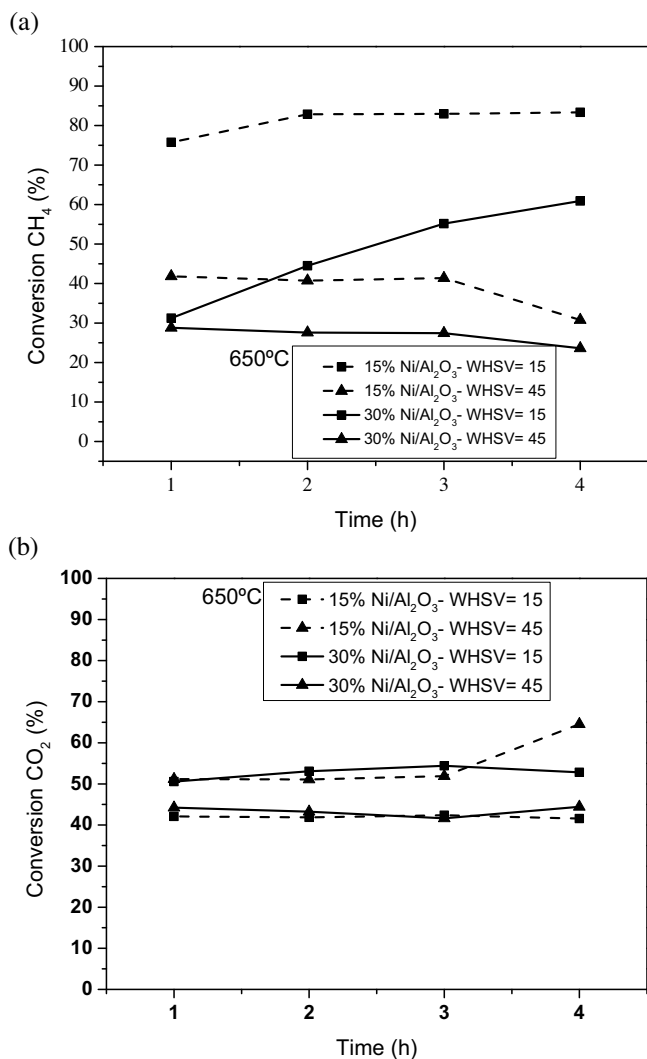 (a)
100
90
80
70
60
50
40
30
20
10
0
Conversion CH₄ (%)
650ºC
15% Ni/Al₂O₃- WHSV= 15
15% Ni/Al₂O₃- WHSV= 45
30% Ni/Al₂O₃- WHSV= 15
30% Ni/Al₂O₃- WHSV= 45
1 2 3 4
Time (h)
(b)
100
90
80
70
60
50
40
30
20
10
0
Conversion CO₂ (%)
650ºC
15% Ni/Al₂O₃- WHSV= 15
15% Ni/Al₂O₃- WHSV= 45
30% Ni/Al₂O₃- WHSV= 15
30% Ni/Al₂O₃- WHSV= 45
1 2 3 4
Time (h)